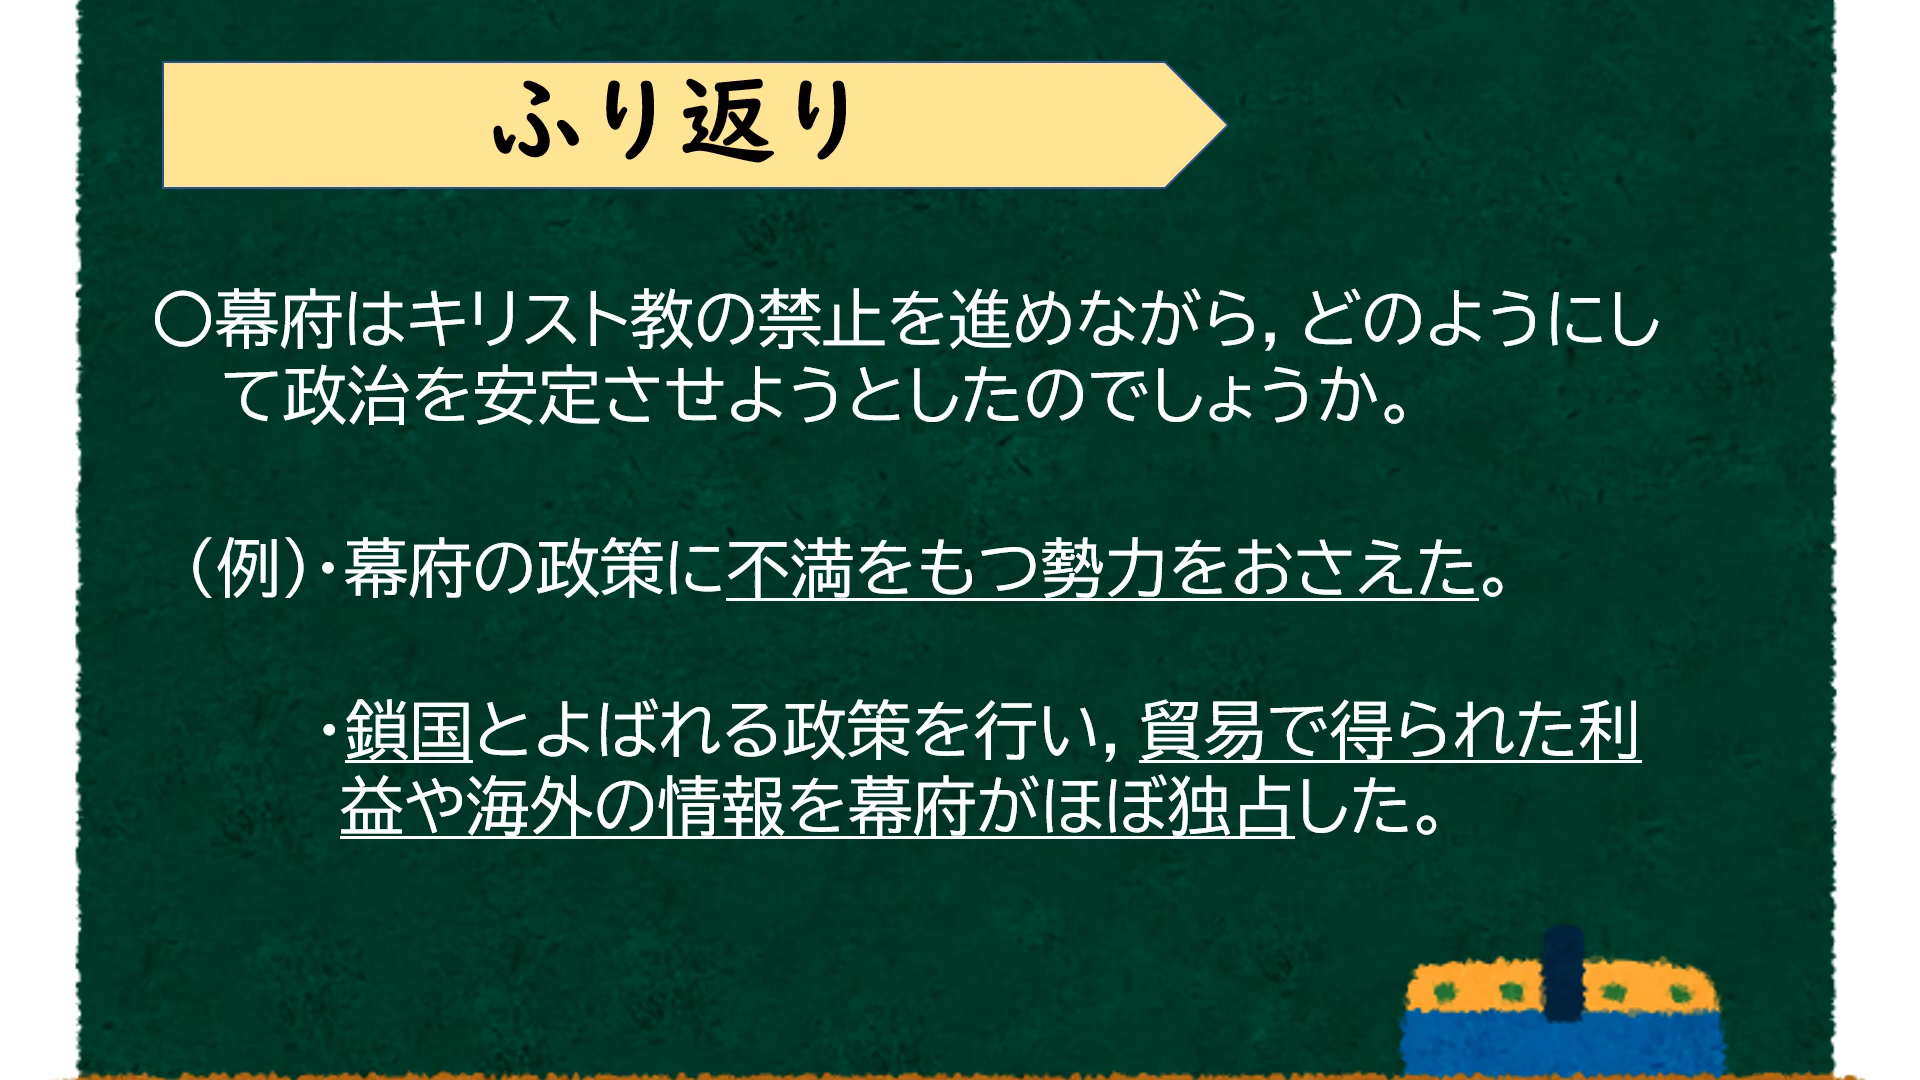 ふり返り
〇幕府はキリスト教の禁止を進めながら，どのようにし
て政治を安定させようとしたのでしょうか。
（例）・幕府の政策に不満をもつ勢力をおさえた。
・鎖国とよばれる政策を行い，貿易で得られた利
益や海外の情報を幕府がほぼ独占した。